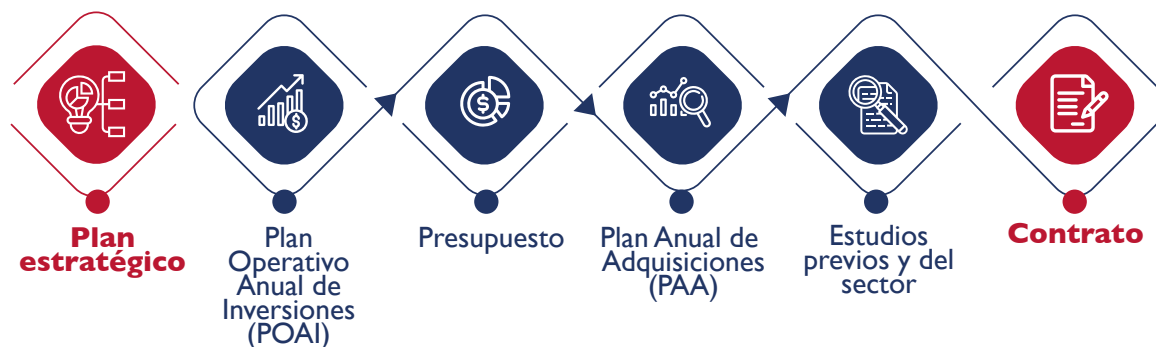 Plan
estratégico
Plan
Operativo
Anual de
Inversiones
(POAI)
Presupuesto
Plan Anual de
Adquisiciones
(PAA)
Estudios
previos y del
sector
Contrato